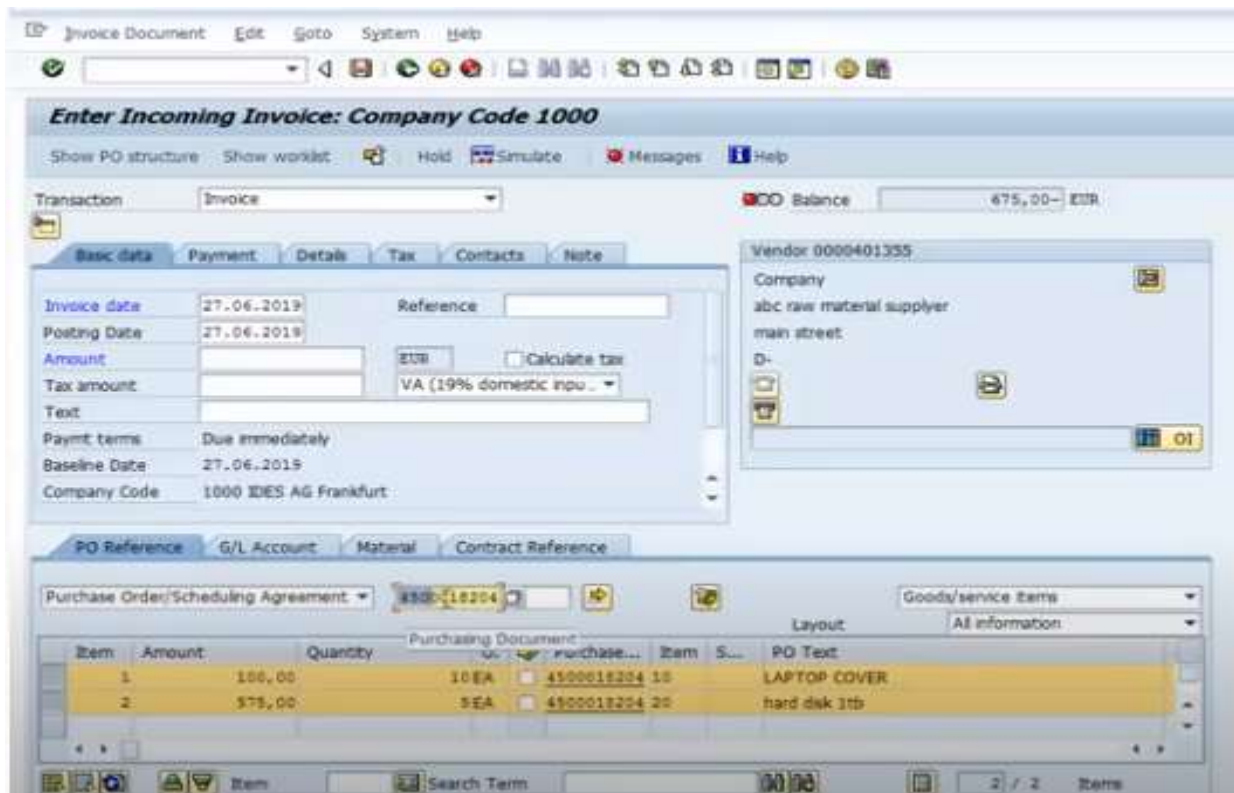 Invoice Document Edit Goto System Help
Enter Incoming Invoice: Company Code 1000
Show PO structure Show worklist Hold Simulate Messages Help
Transaction Invoice Balance 675,00- EUR
Basic data Payment Details Tax Contacts Note
Vendor 0000401355
Company
Invoice date 27.06.2019 Reference
abc raw material supplyer
Posting Date 27.06.2019
main street
Amount EUR Calculate tax
D-
Tax amount VA (19% domestic inpu..
Text
OI
Paymt terms Due immediately
Baseline Date 27.06.2019
Company Code 1000 IDES AG Frankfurt
PO Reference G/L Account Material Contract Reference
Purchase Order/Scheduling Agreement 4500018204 Goods/service items
Layout All information
Purchasing Document
Item Amount Quantity O. Purchase... Item S... PO Text
1 100,00 10 EA 4500018204 10 LAPTOP COVER
2 575,00 5 EA 4500018204 20 hard disk 1tb
Item Search Term 2 / 2 Items